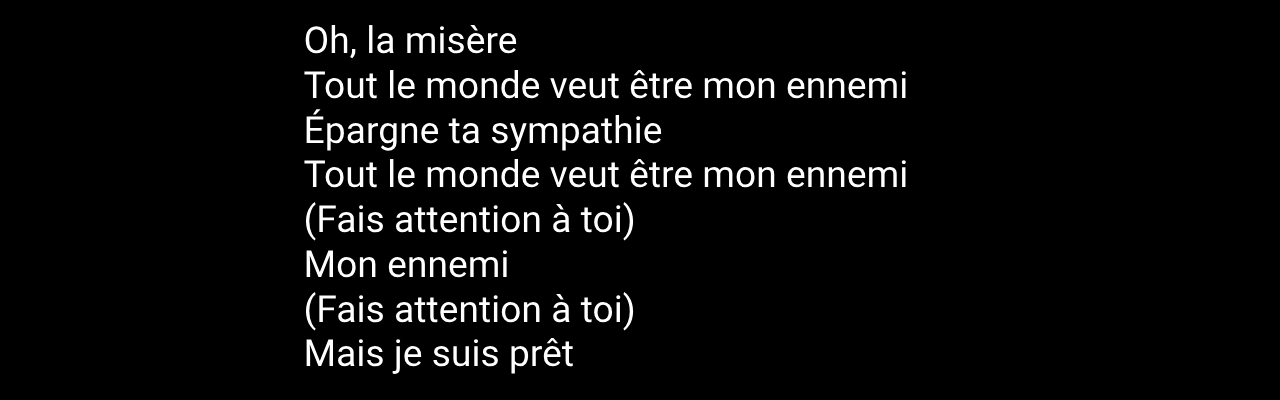 Oh, la misère
Tout le monde veut être mon ennemi
Épargne ta sympathie
Tout le monde veut être mon ennemi
(Fais attention à toi)
Mon ennemi
(Fais attention à toi)
Mais je suis prêt